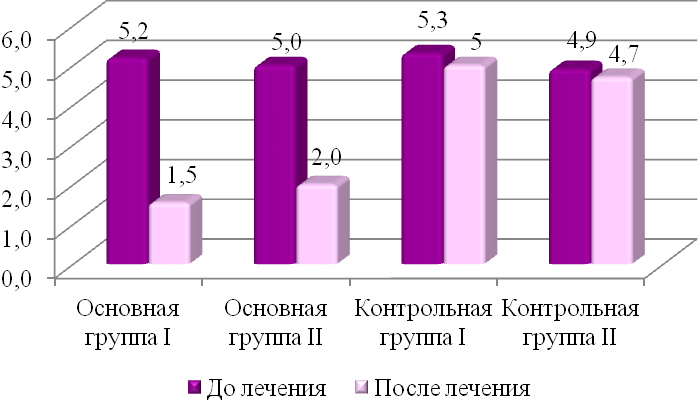 5,2
5,0
5,3
5
4,9
4,7
1,5
2,0
6,0
5,0
4,0
3,0
2,0
1,0
0,0
Основная группа I
Основная группа II
Контрольная группа I
Контрольная группа II
До лечения
После лечения